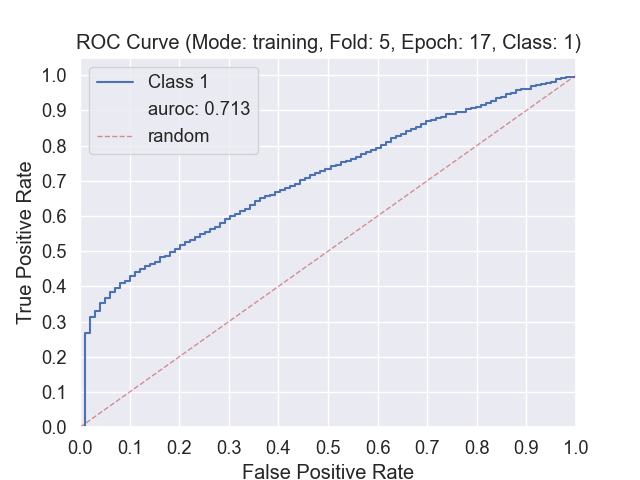 ROC Curve (Mode: training, Fold: 5, Epoch: 17, Class: 1)
Class 1
auroc: 0.713
random
True Positive Rate
1.0
0.9
0.8
0.7
0.6
0.5
0.4
0.3
0.2
0.1
0.0
0.0 0.1 0.2 0.3 0.4 0.5 0.6 0.7 0.8 0.9 1.0
False Positive Rate